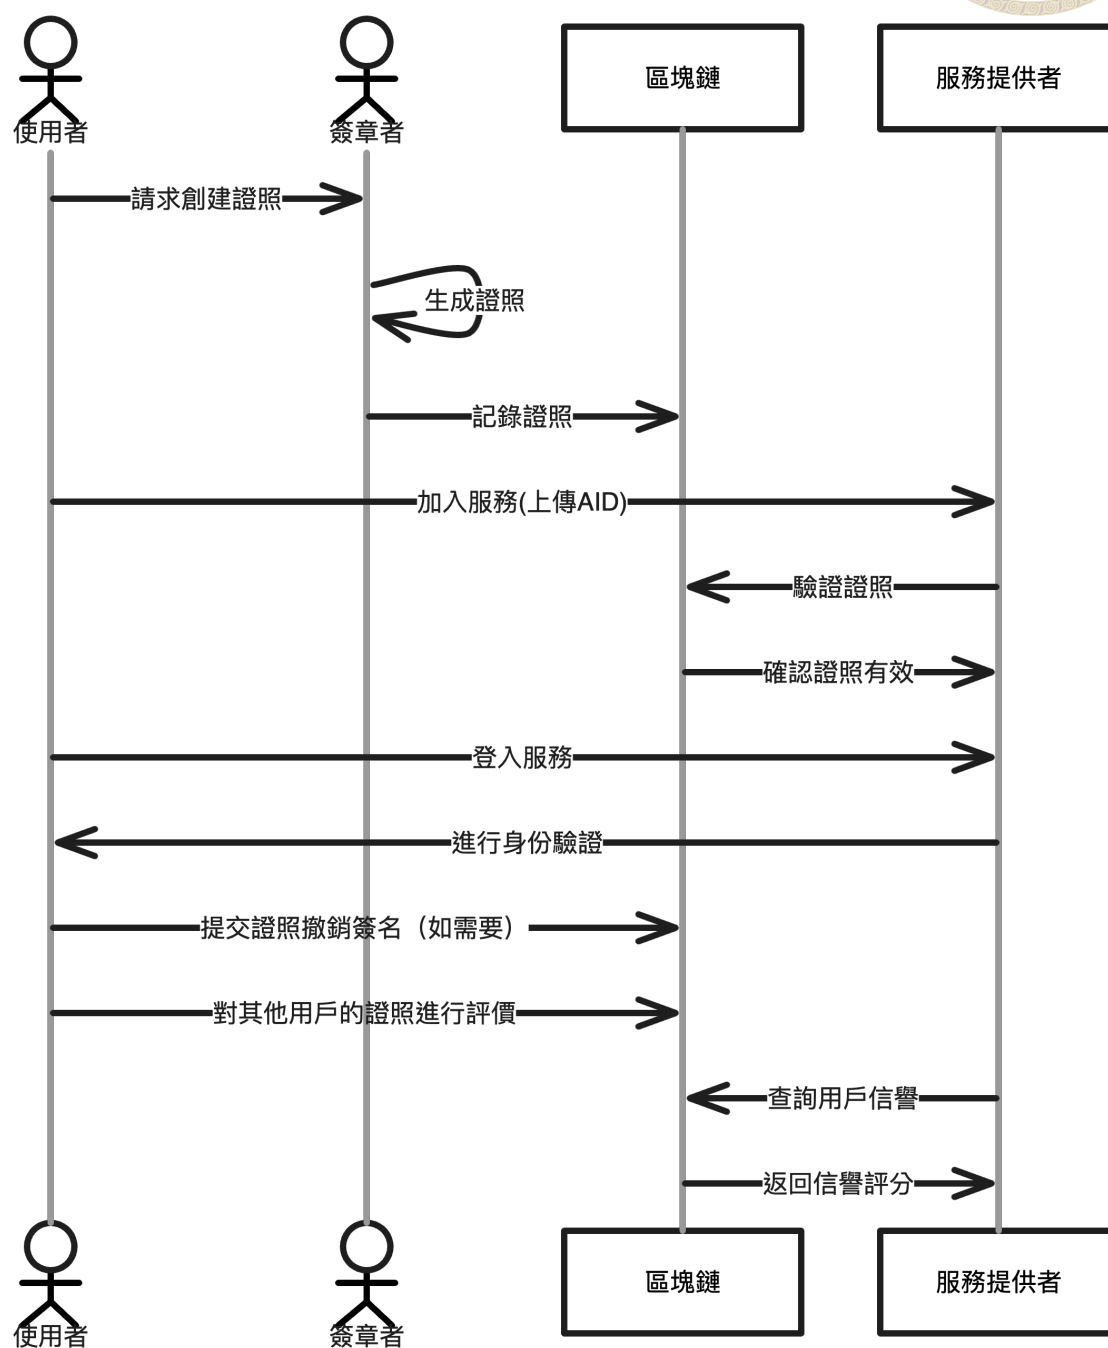 使用者
簽章者
區塊鏈
服務提供者
請求創建證照
生成證照
記錄證照
加入服務(上傳AID)
驗證證照
確認證照有效
登入服務
進行身份驗證
提交證照撤銷簽名（如需要）
對其他用戶的證照進行評價
查詢用戶信譽
返回信譽評分
使用者
簽章者
區塊鏈
服務提供者